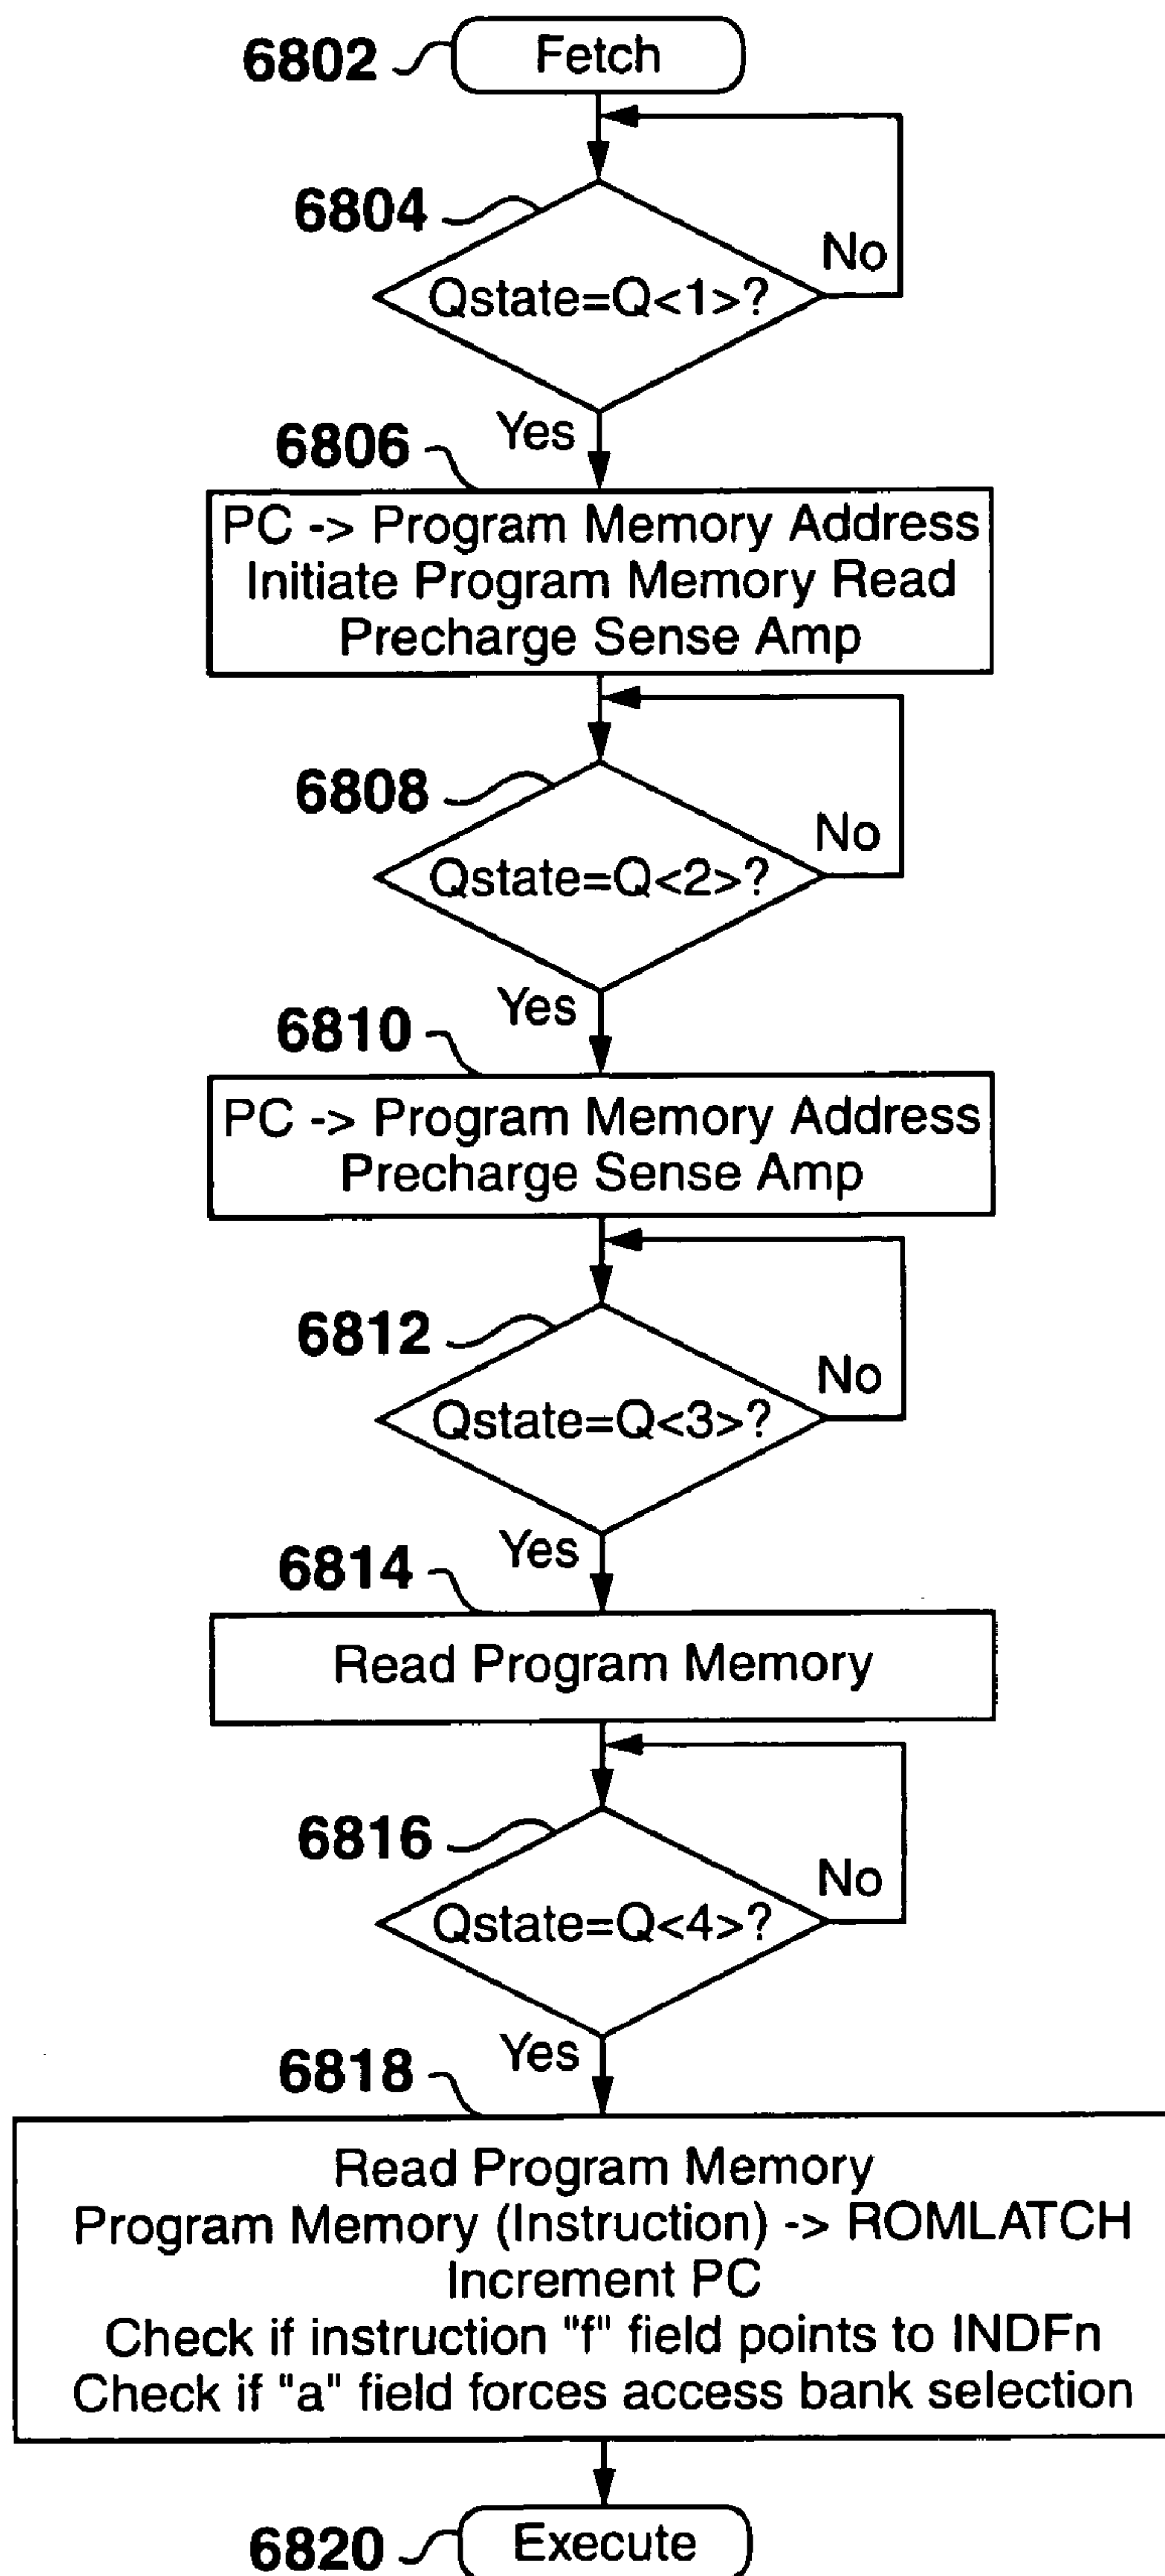 6802
Fetch
6804
No
Qstate=Q<1>?
Yes
6806
PC -> Program Memory Address
Initiate Program Memory Read
Precharge Sense Amp
6808
No
Qstate=Q<2>?
Yes
6810
PC -> Program Memory Address
Precharge Sense Amp
6812
No
Qstate=Q<3>?
Yes
6814
Read Program Memory
6816
No
Qstate=Q<4>?
Yes
6818
Read Program Memory
Program Memory (Instruction) -> ROMLATCH
Increment PC
Check if instruction "f" field points to INDFn
Check if "a" field forces access bank selection
6820
Execute